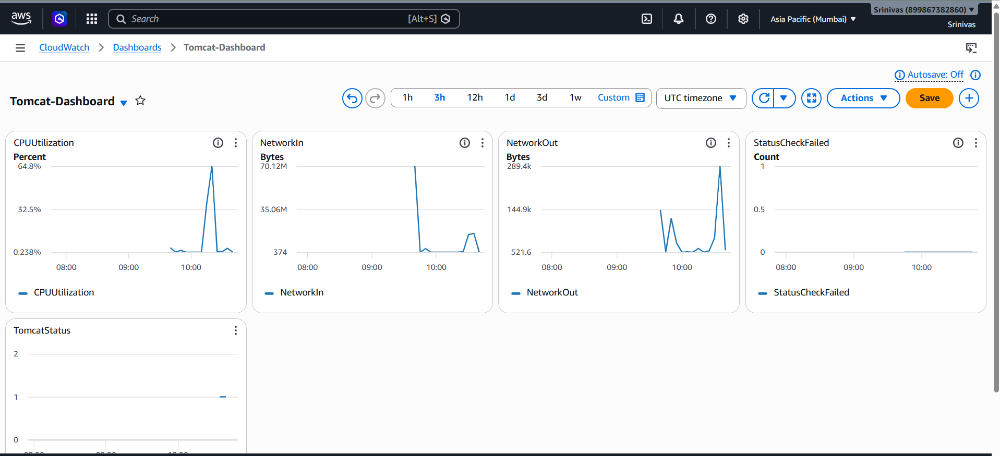 aws
Search [Alt+S]
Asia Pacific (Mumbai)
Srinivas (899867382860)
Srinivas
CloudWatch Dashboards Tomcat-Dashboard
Autosave: Off
Tomcat-Dashboard
1h 3h 12h 1d 3d 1w Custom
UTC timezone
Actions
Save
CPUUtilization
Percent
64.8%
32.5%
0.238%
08:00 09:00 10:00
CPUUtilization
NetworkIn
Bytes
70.12M
35.06M
374
08:00 09:00 10:00
NetworkIn
NetworkOut
Bytes
289.4k
144.9k
521.6
08:00 09:00 10:00
NetworkOut
StatusCheckFailed
Count
1
0.5
0
08:00 09:00 10:00
StatusCheckFailed
TomcatStatus
2
1
0